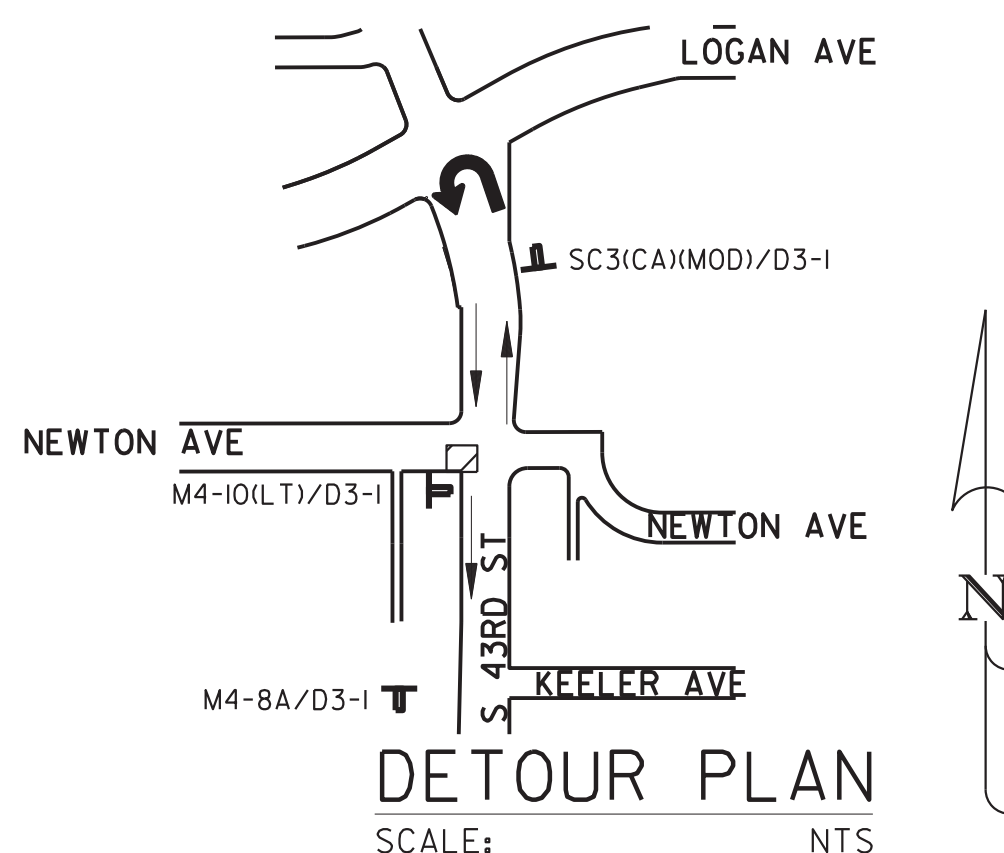 LOGAN AVE
SC3(CA)(MOD)/D3-1
NEWTON AVE
M4-10(LT)/D3-1
NEWTON AVE
S 43RD ST
KEELER AVE
M4-8A/D3-1
N
DETOUR PLAN
SCALE: NTS